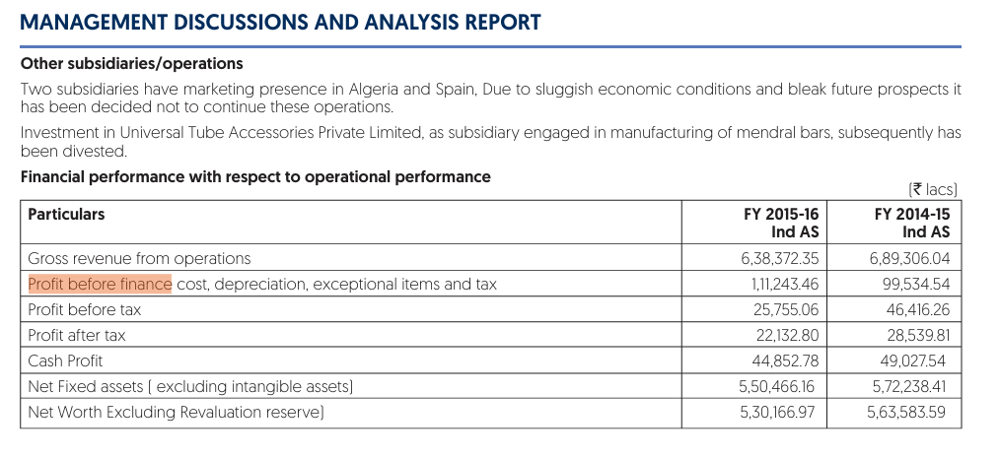 MANAGEMENT DISCUSSIONS AND ANALYSIS REPORT
Other subsidiaries/operations
Two subsidiaries have marketing presence in Algeria and Spain, Due to sluggish economic conditions and bleak future prospects it
has been decided not to continue these operations.
Investment in Universal Tube Accessories Private Limited, as subsidiary engaged in manufacturing of mendral bars, subsequently has
been divested.
Financial performance with respect to operational performance
(₹ lacs)
Particulars FY 2015-16 FY 2014-15
Ind AS Ind AS
Gross revenue from operations 6,38,372.35 6,89,306.04
Profit before finance cost, depreciation, exceptional items and tax 1,11,243.46 99,534.54
Profit before tax 25,755.06 46,416.26
Profit after tax 22,132.80 28,539.81
Cash Profit 44,852.78 49,027.54
Net Fixed assets ( excluding intangible assets) 5,50,466.16 5,72,238.41
Net Worth Excluding Revaluation reserve) 5,30,166.97 5,63,583.59